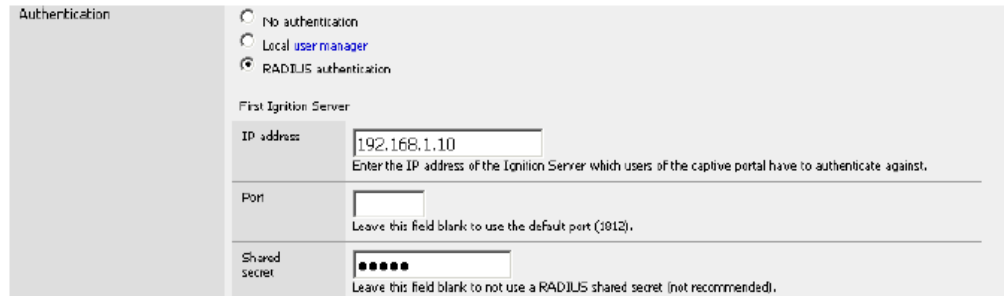 Authentication
No authentication
Local user manager
RADIUS authentication
First Ignition Server
IP address
192.168.1.10
Enter the IP address of the Ignition Server which users of the captive portal have to authenticate against.
Port
Leave this field blank to use the default port (1812).
Shared
secret
●●●●●
Leave this field blank to not use a RADIUS shared secret (not recommended).